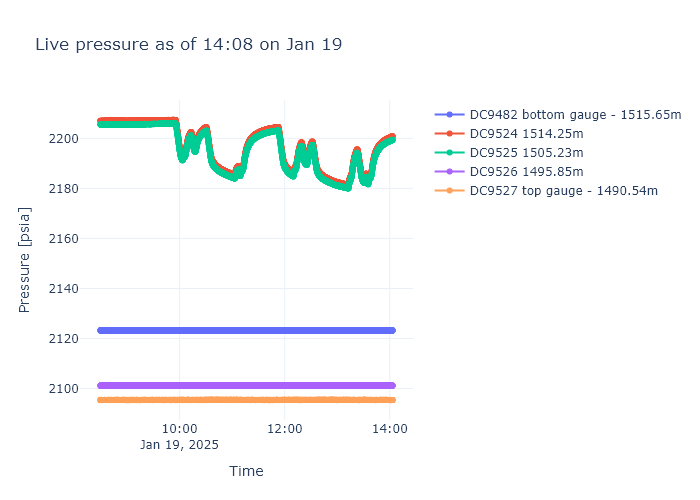 Live pressure as of 14:08 on Jan 19
DC9482 bottom gauge - 1515.65m
DC9524 1514.25m
DC9525 1505.23m
DC9526 1495.85m
DC9527 top gauge - 1490.54m
Pressure [psia]
2200
2180
2160
2140
2120
2100
10:00
Jan 19, 2025
12:00
14:00
Time